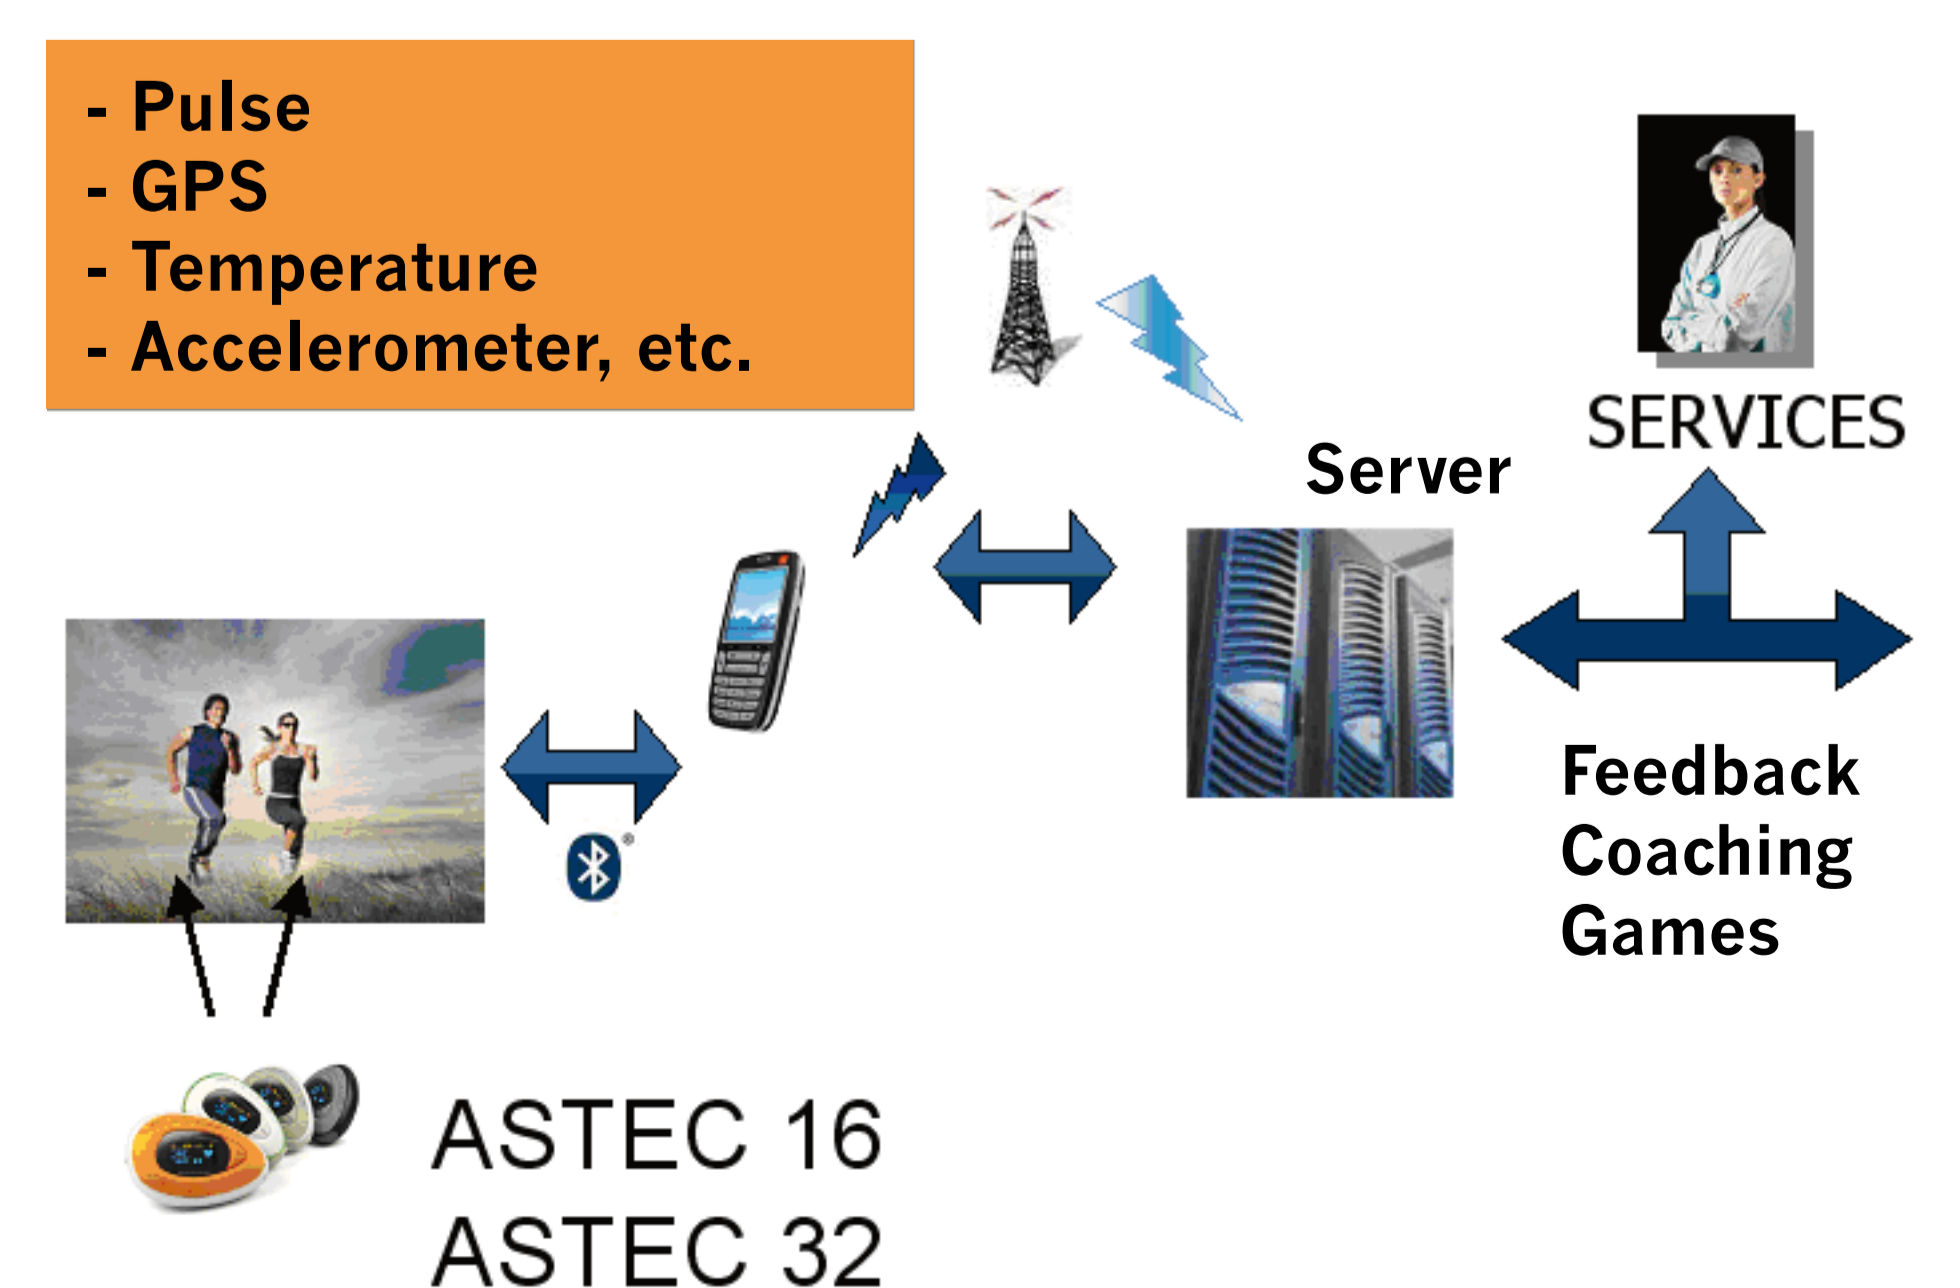 - Pulse
- GPS
- Temperature
- Accelerometer, etc.
SERVICES
Server
Feedback
Coaching
Games
ASTEC 16
ASTEC 32